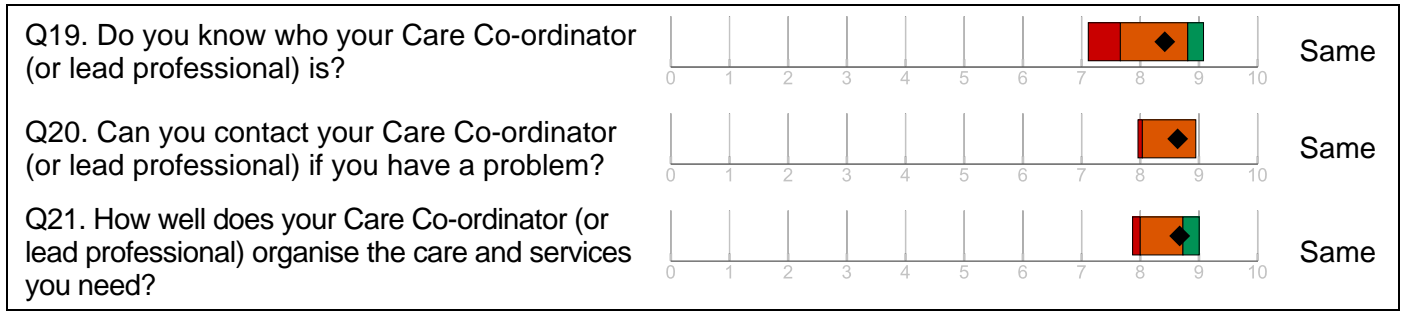 Q19. Do you know who your Care Co-ordinator
(or lead professional) is?
0 1 2 3 4 5 6 7 8 9 10
Same
Q20. Can you contact your Care Co-ordinator
(or lead professional) if you have a problem?
0 1 2 3 4 5 6 7 8 9 10
Same
Q21. How well does your Care Co-ordinator (or
lead professional) organise the care and services
you need?
0 1 2 3 4 5 6 7 8 9 10
Same